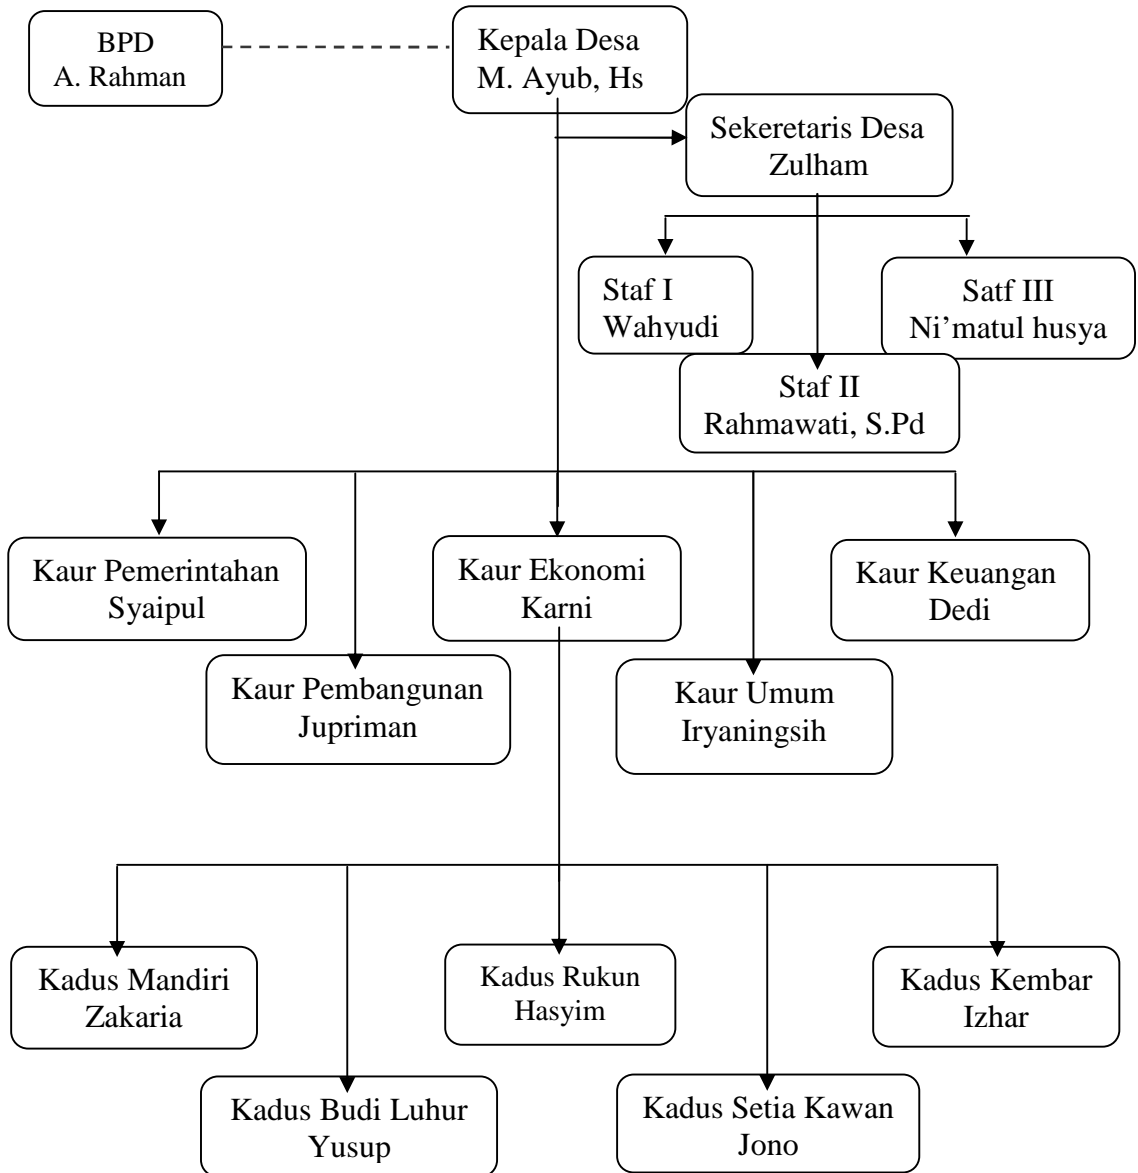 BPD
A. Rahman
Kepala Desa
M. Ayub, Hs
Sekeretaris Desa
Zulham
Staf I
Wahyudi
Satf III
Ni’matul husya
Staf II
Rahmawati, S.Pd
Kaur Pemerintahan
Syaipul
Kaur Ekonomi
Karni
Kaur Keuangan
Dedi
Kaur Pembangunan
Jupriman
Kaur Umum
Iryaningsih
Kadus Mandiri
Zakaria
Kadus Rukun
Hasyim
Kadus Kembar
Izhar
Kadus Budi Luhur
Yusup
Kadus Setia Kawan
Jono